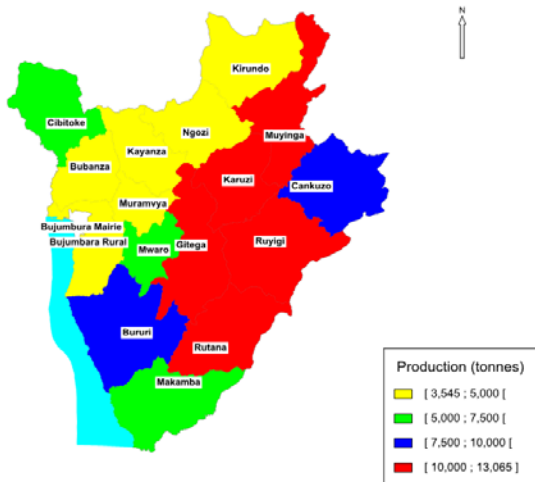 N
Kirundo
Cibitoke
Ngozi
Kayanza
Muyinga
Bubanza
Karuzi
Cankuzo
Muramvya
Bujumbura Mairie
Bujumbara Rural
Mwaro
Gitega
Ruyigi
Bururi
Rutana
Makamba
Production (tonnes)
[ 3,545 ; 5,000 [
[ 5,000 ; 7,500 [
[ 7,500 ; 10,000 [
[ 10,000 ; 13,065 ]